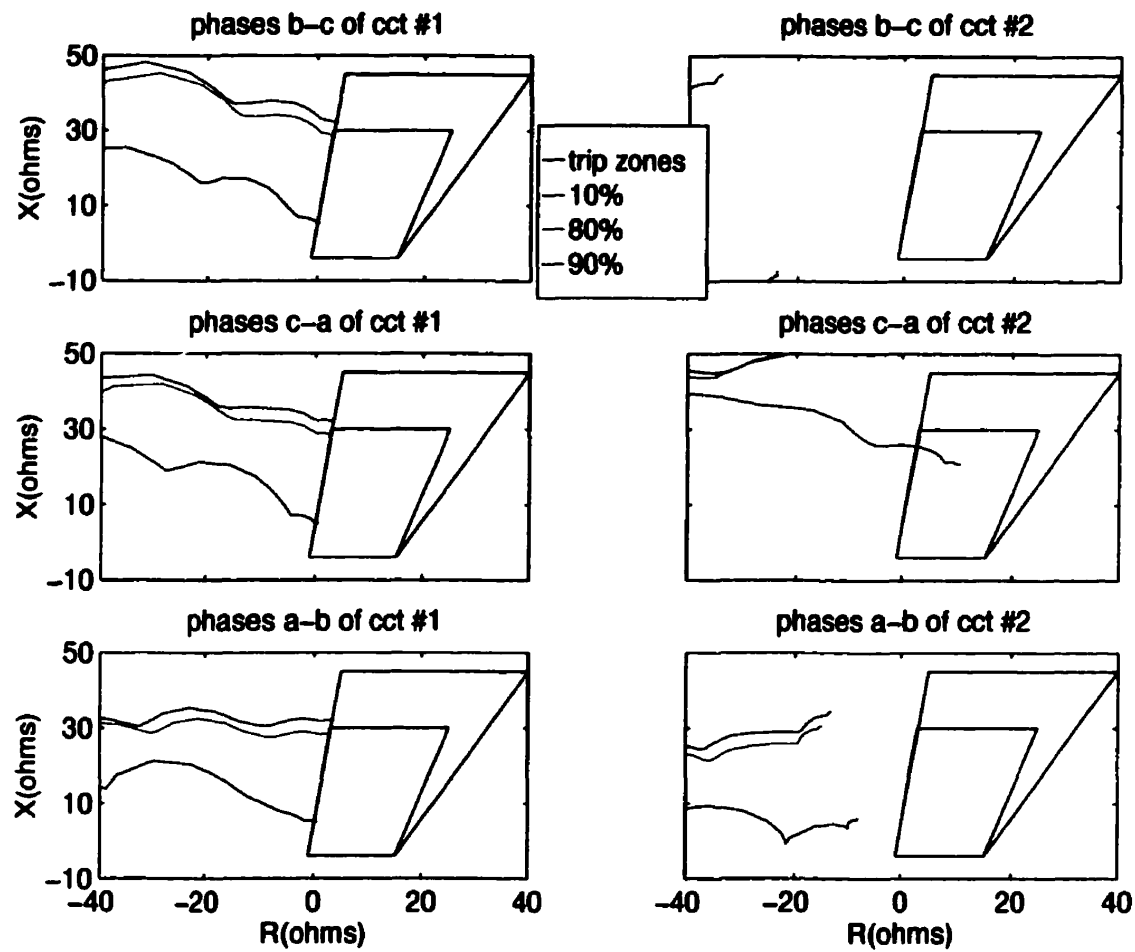 phases b-c of cct #1
phases b-c of cct #2
50
30
10
-10
X(ohms)
trip zones
10%
80%
90%
phases c-a of cct #1
phases c-a of cct #2
50
30
10
-10
X(ohms)
phases a-b of cct #1
phases a-b of cct #2
50
30
10
-10
X(ohms)
-40 -20 0 20 40
-40 -20 0 20 40
R(ohms)
R(ohms)